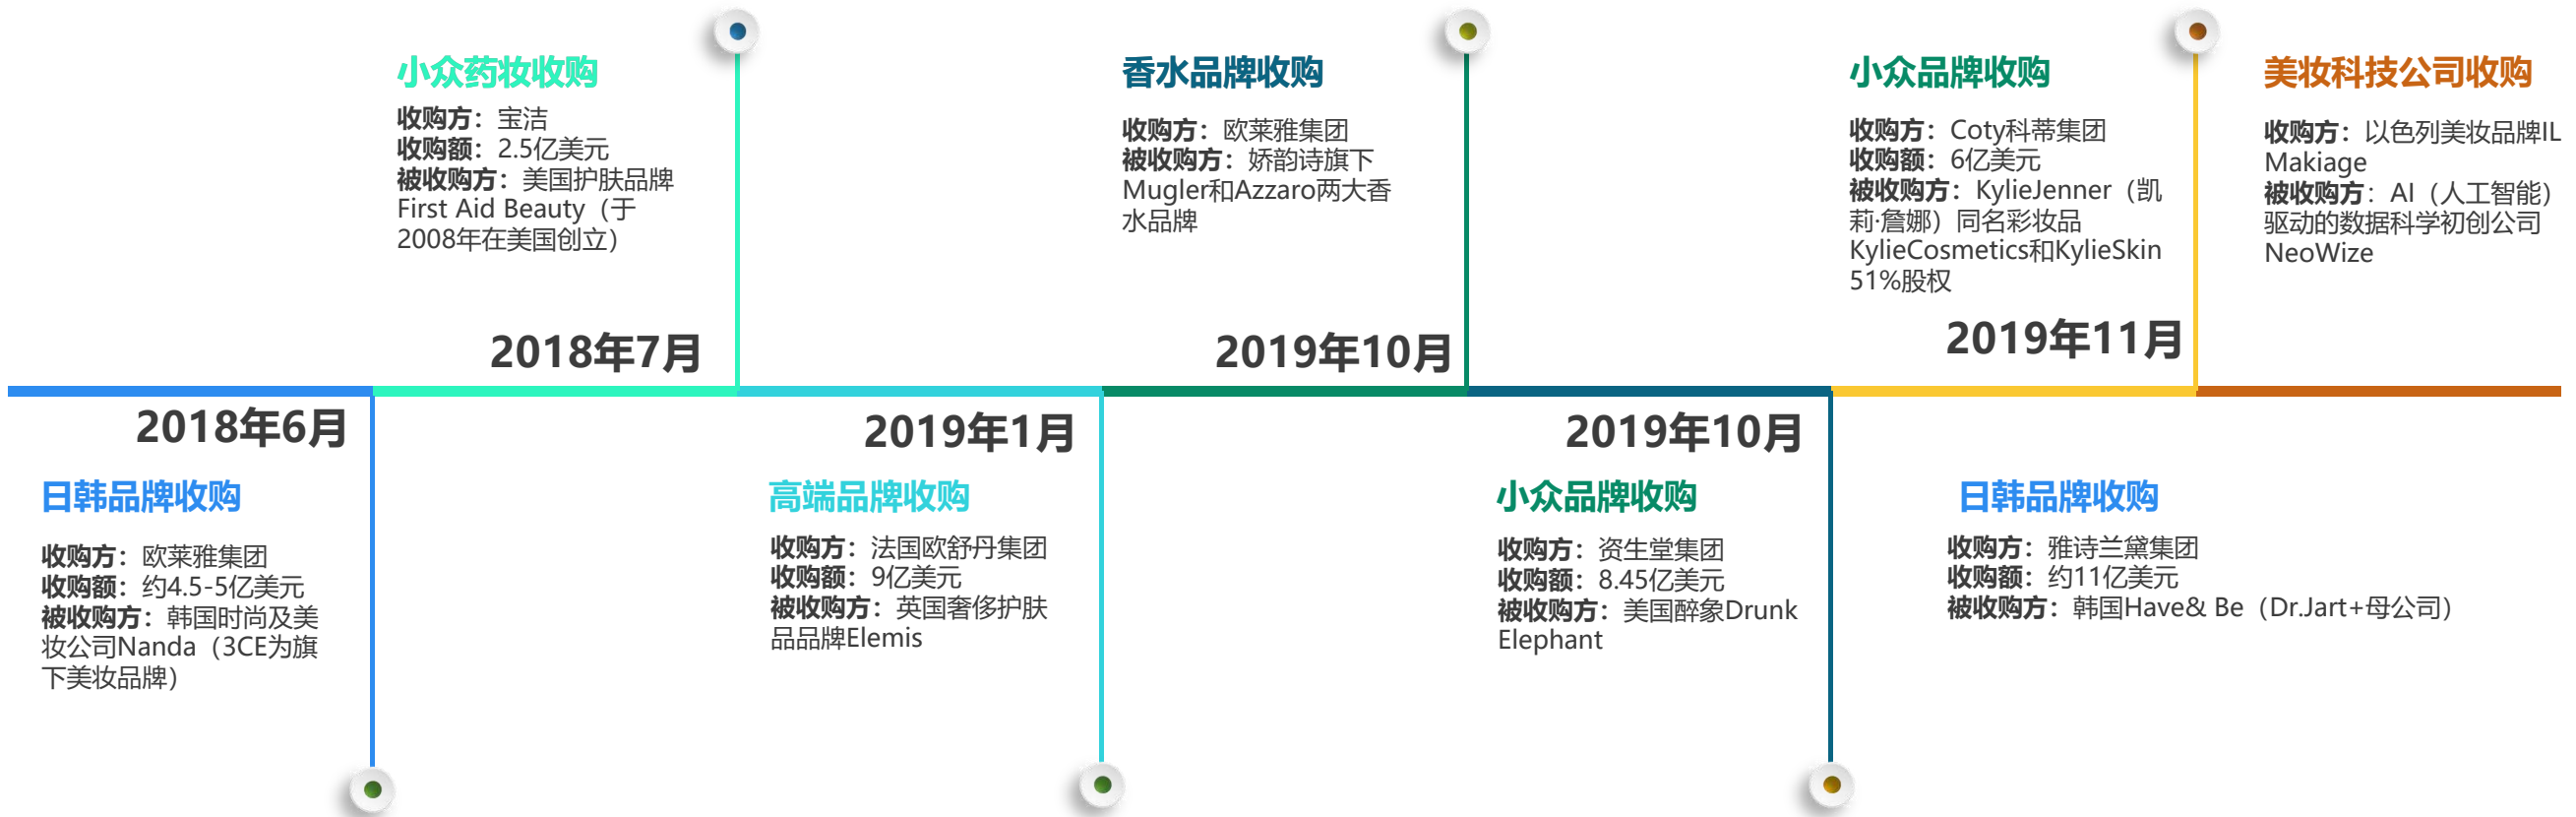 小众药妆收购
收购方：宝洁
收购额：2.5亿美元
被收购方：美国护肤品牌
First Aid Beauty（于
2008年在美国创立）
2018年7月
香水品牌收购
收购方：欧莱雅集团
被收购方：娇韵诗旗下
Mugler和Azzaro两大香
水品牌
2019年10月
小众品牌收购
收购方：Coty科蒂集团
收购额：6亿美元
被收购方：KylieJenner（凯
莉·詹娜）同名彩妆品
KylieCosmetics和KylieSkin
51%股权
2019年11月
美妆科技公司收购
收购方：以色列美妆品牌IL
Makiage
被收购方：AI（人工智能）
驱动的数据科学初创公司
NeoWize
2018年6月
日韩品牌收购
收购方：欧莱雅集团
收购额：约4.5-5亿美元
被收购方：韩国时尚及美
妆公司Nanda（3CE为旗
下美妆品牌）
2019年1月
高端品牌收购
收购方：法国欧舒丹集团
收购额：9亿美元
被收购方：英国奢侈护肤
品品牌Elemis
2019年10月
小众品牌收购
收购方：资生堂集团
收购额：8.45亿美元
被收购方：美国醉象Drunk
Elephant
日韩品牌收购
收购方：雅诗兰黛集团
收购额：约11亿美元
被收购方：韩国Have& Be（Dr.Jart+母公司）